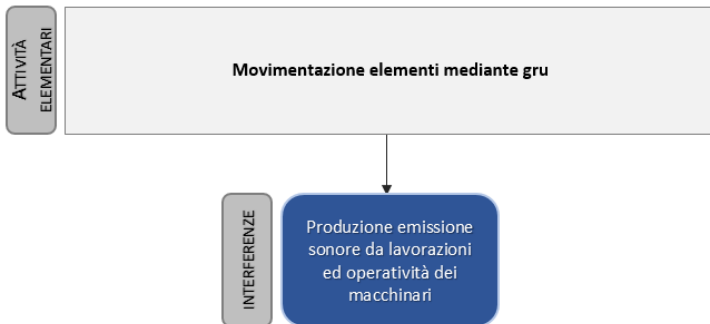 ATTIVITÀ
ELEMENTARI
Movimentazione elementi mediante gru
INTERFERENZE
Produzione emissione
sonore da lavorazioni
ed operatività dei
macchinari